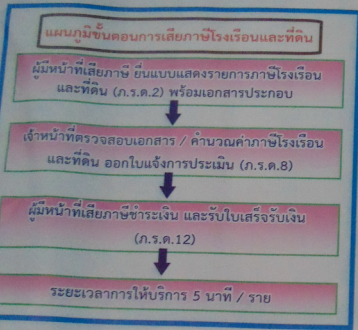 แผนภูมิขั้นตอนการเสียภาษีโรงเรือนและที่ดิน
ผู้มีหน้าที่เสียภาษี ยื่นแบบแสดงรายการภาษีโรงเรือน
และที่ดิน (ภ.ร.ด.2) พร้อมเอกสารประกอบ
เจ้าหน้าที่ตรวจสอบเอกสาร / คำนวณค่าภาษีโรงเรือน
และที่ดิน ออกใบแจ้งการประเมิน (ภ.ร.ด.8)
ผู้มีหน้าที่เสียภาษีชำระเงิน และรับใบเสร็จรับเงิน
(ภ.ร.ด.12)
ระยะเวลาการให้บริการ 5 นาที / ราย